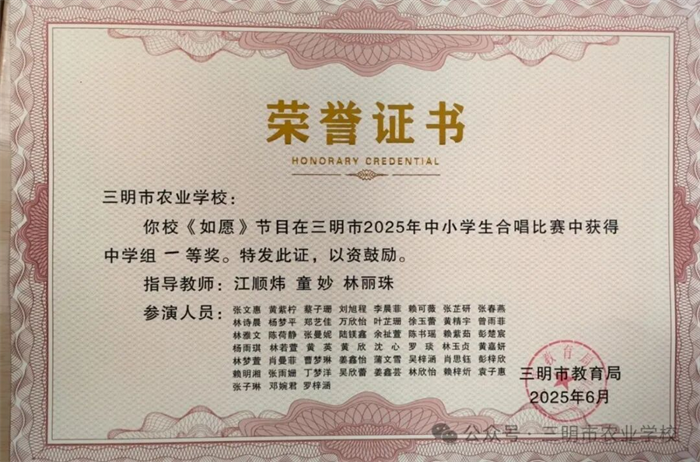 荣誉证书
HONORARY CREDENTIAL
三明市农业学校：
你校《如愿》节目在三明市2025年中小学生合唱比赛中获得
中学组 一 等奖。特发此证，以资鼓励。
指导教师：江顺炜 童 妙 林丽珠
参演人员：张文惠 黄紫柠 蔡子珊 刘旭程 李晨菲 赖可薇 张芷研 张春燕
林诗晨 杨梦平 郑艺佳 万欣怡 叶芷珊 徐玉蕾 黄精宇 曾雨菲
林雅文 陈荷静 张曼妮 陆镁鑫 余祉萱 陈书瑶 赖紫茹 彭楚宸
杨雨琪 林若萱 黄 英 黄 欣 沈 心 罗 琰 林玉贞 黄嘉妍
林梦萱 肖曼菲 曹梦琳 姜鑫怡 蒲文雪 吴梓涵 肖思钰 彭梓欣
赖明湘 张雨姗 丁梦洋 吴欣蕾 姜鑫芸 林欣怡 赖梓炘 袁子惠
张子琳 邓婉君 罗梓涵
三明市教育局
2025年6月
公众号·三明市农业学校